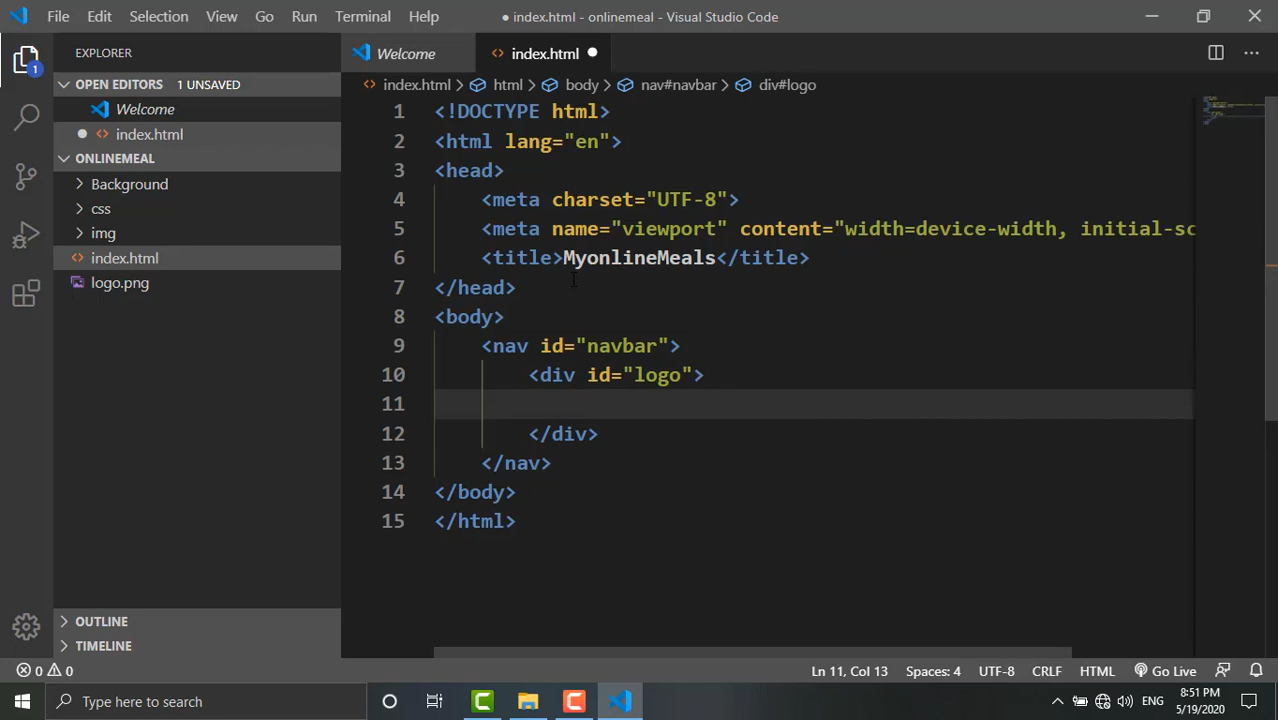 File Edit Selection View Go Run Terminal Help
● index.html - onlinemeal - Visual Studio Code
EXPLORER
Welcome
<> index.html ●
1
OPEN EDITORS 1 UNSAVED
index.html > html > body > nav#navbar > div#logo
Welcome
● <> index.html
ONLINEMEAL
> Background
> css
> img
<> index.html
logo.png
1 <!DOCTYPE html>
2 <html lang="en">
3 <head>
4 <meta charset="UTF-8">
5 <meta name="viewport" content="width=device-width, initial-sc
6 <title>MyonlineMeals</title>
7 </head>
8 <body>
9 <nav id="navbar">
10 <div id="logo">
11
12 </div>
13 </nav>
14 </body>
15 </html>
> OUTLINE
> TIMELINE
0 0
Ln 11, Col 13 Spaces: 4 UTF-8 CRLF HTML Go Live
Type here to search
ENG
8:51 PM
5/19/2020